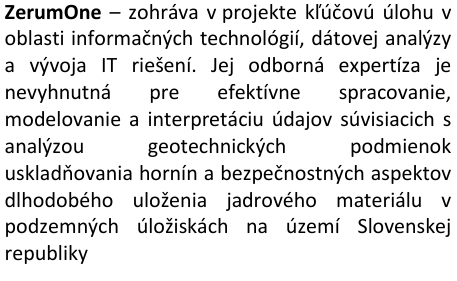 ZerumOne – zohráva v projekte kľúčovú úlohu v
oblasti informačných technológií, dátovej analýzy
a vývoja IT riešení. Jej odborná expertíza je
nevyhnutná pre efektívne spracovanie,
modelovanie a interpretáciu údajov súvisiacich s
analýzou geotechnických podmienok
uskladňovania hornín a bezpečnostných aspektov
dlhodobého uloženia jadrového materiálu v
podzemných úložiskách na území Slovenskej
republiky